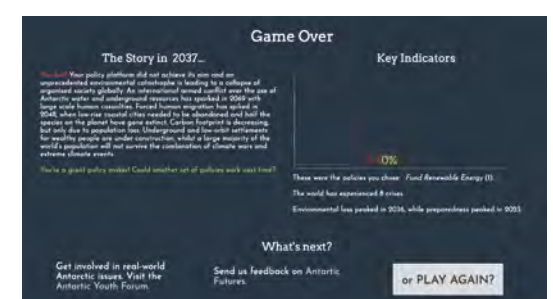 Game Over
The Story in 2037...
Your policy platform did not achieve its aim and an
unprecedented environmental catastrophe is leading to a collapse of
organised society globally. An international armed conflict over the use of
Antarctic water and underground resources has sparked in 2069 with
large scale human casualties. Forced human migration has spiked in
2048, when low-rise coastal cities needed to be abandoned and half the
species on the planet have gone extinct. Carbon footprint is decreasing,
but only due to population loss. Underground and low-orbit settlements
for wealthy people are under construction, whilst a large majority of the
world's population will not survive the combination of climate wars and
extreme climate events.
You're a giant policy maker! Could another set of policies work next time?
Key Indicators
0%
These were the policies you chose: Fund Renewable Energy (1).
The world has experienced 8 crises.
Environmental loss peaked in 2036, while preparedness peaked in
What's next?
Get involved in real-world
Antarctic issues. Visit the
Antarctic Youth Forum.
Send us feedback on Antartic
Futures.
or PLAY AGAIN?